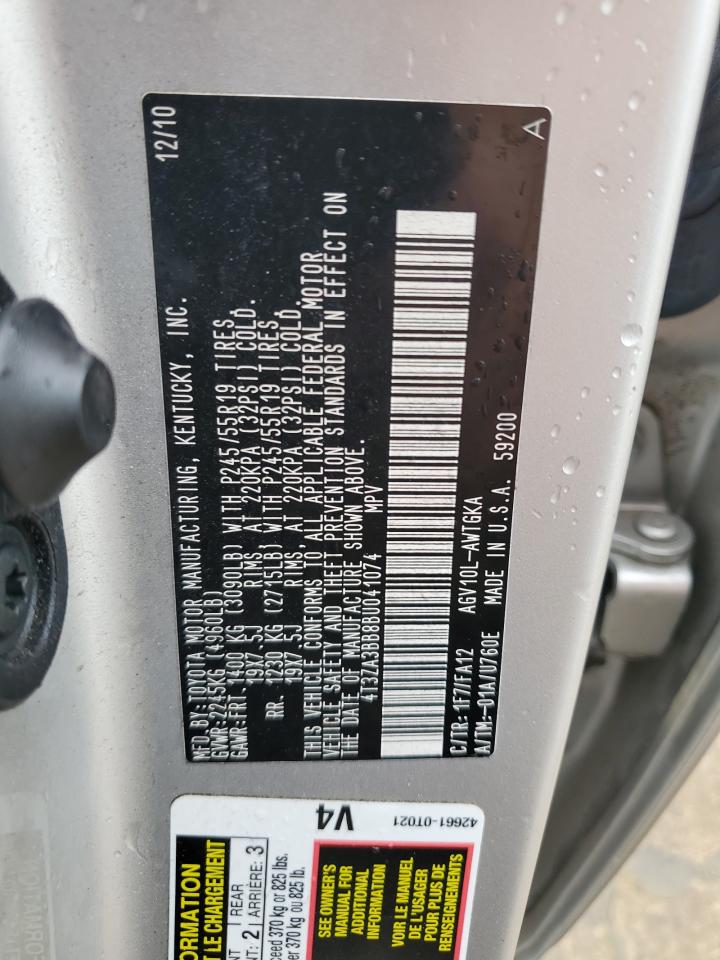 MFD. BY: TOYOTA MOTOR MANUFACTURING, KENTUCKY, INC. 12/10
GVWR: 2245KG (4960LB)
GAWR: FRT. 1400 KG (3090LB) WITH P245/55R19 TIRES,
19X7.5J RIMS, AT 220KPA (32PSI) COLD.
RR. 1230 KG (2715LB) WITH P245/55R19 TIRES,
19X7.5J RIMS, AT 220KPA (32PSI) COLD.
THIS VEHICLE CONFORMS TO ALL APPLICABLE FEDERAL MOTOR
VEHICLE SAFETY AND THEFT PREVENTION STANDARDS IN EFFECT ON
THE DATE OF MANUFACTURE SHOWN ABOVE.
4T3ZA3BB8BU041074 MPV
C/TR: 1F7/FA12 AGV10L-AWTGKA
A/TM: -01A/U760E MADE IN U.S.A. 59200 A
LE CHARGEMENT
2 REAR
ARRIÈRE: 3
370 kg or 825 lbs.
370 kg ou 825 lb.
V4
SEE OWNER'S
MANUAL FOR
ADDITIONAL
INFORMATION
VOIR LE MANUEL
DE L'USAGER
POUR PLUS DE
RENSEIGNEMENTS
42661-0T021